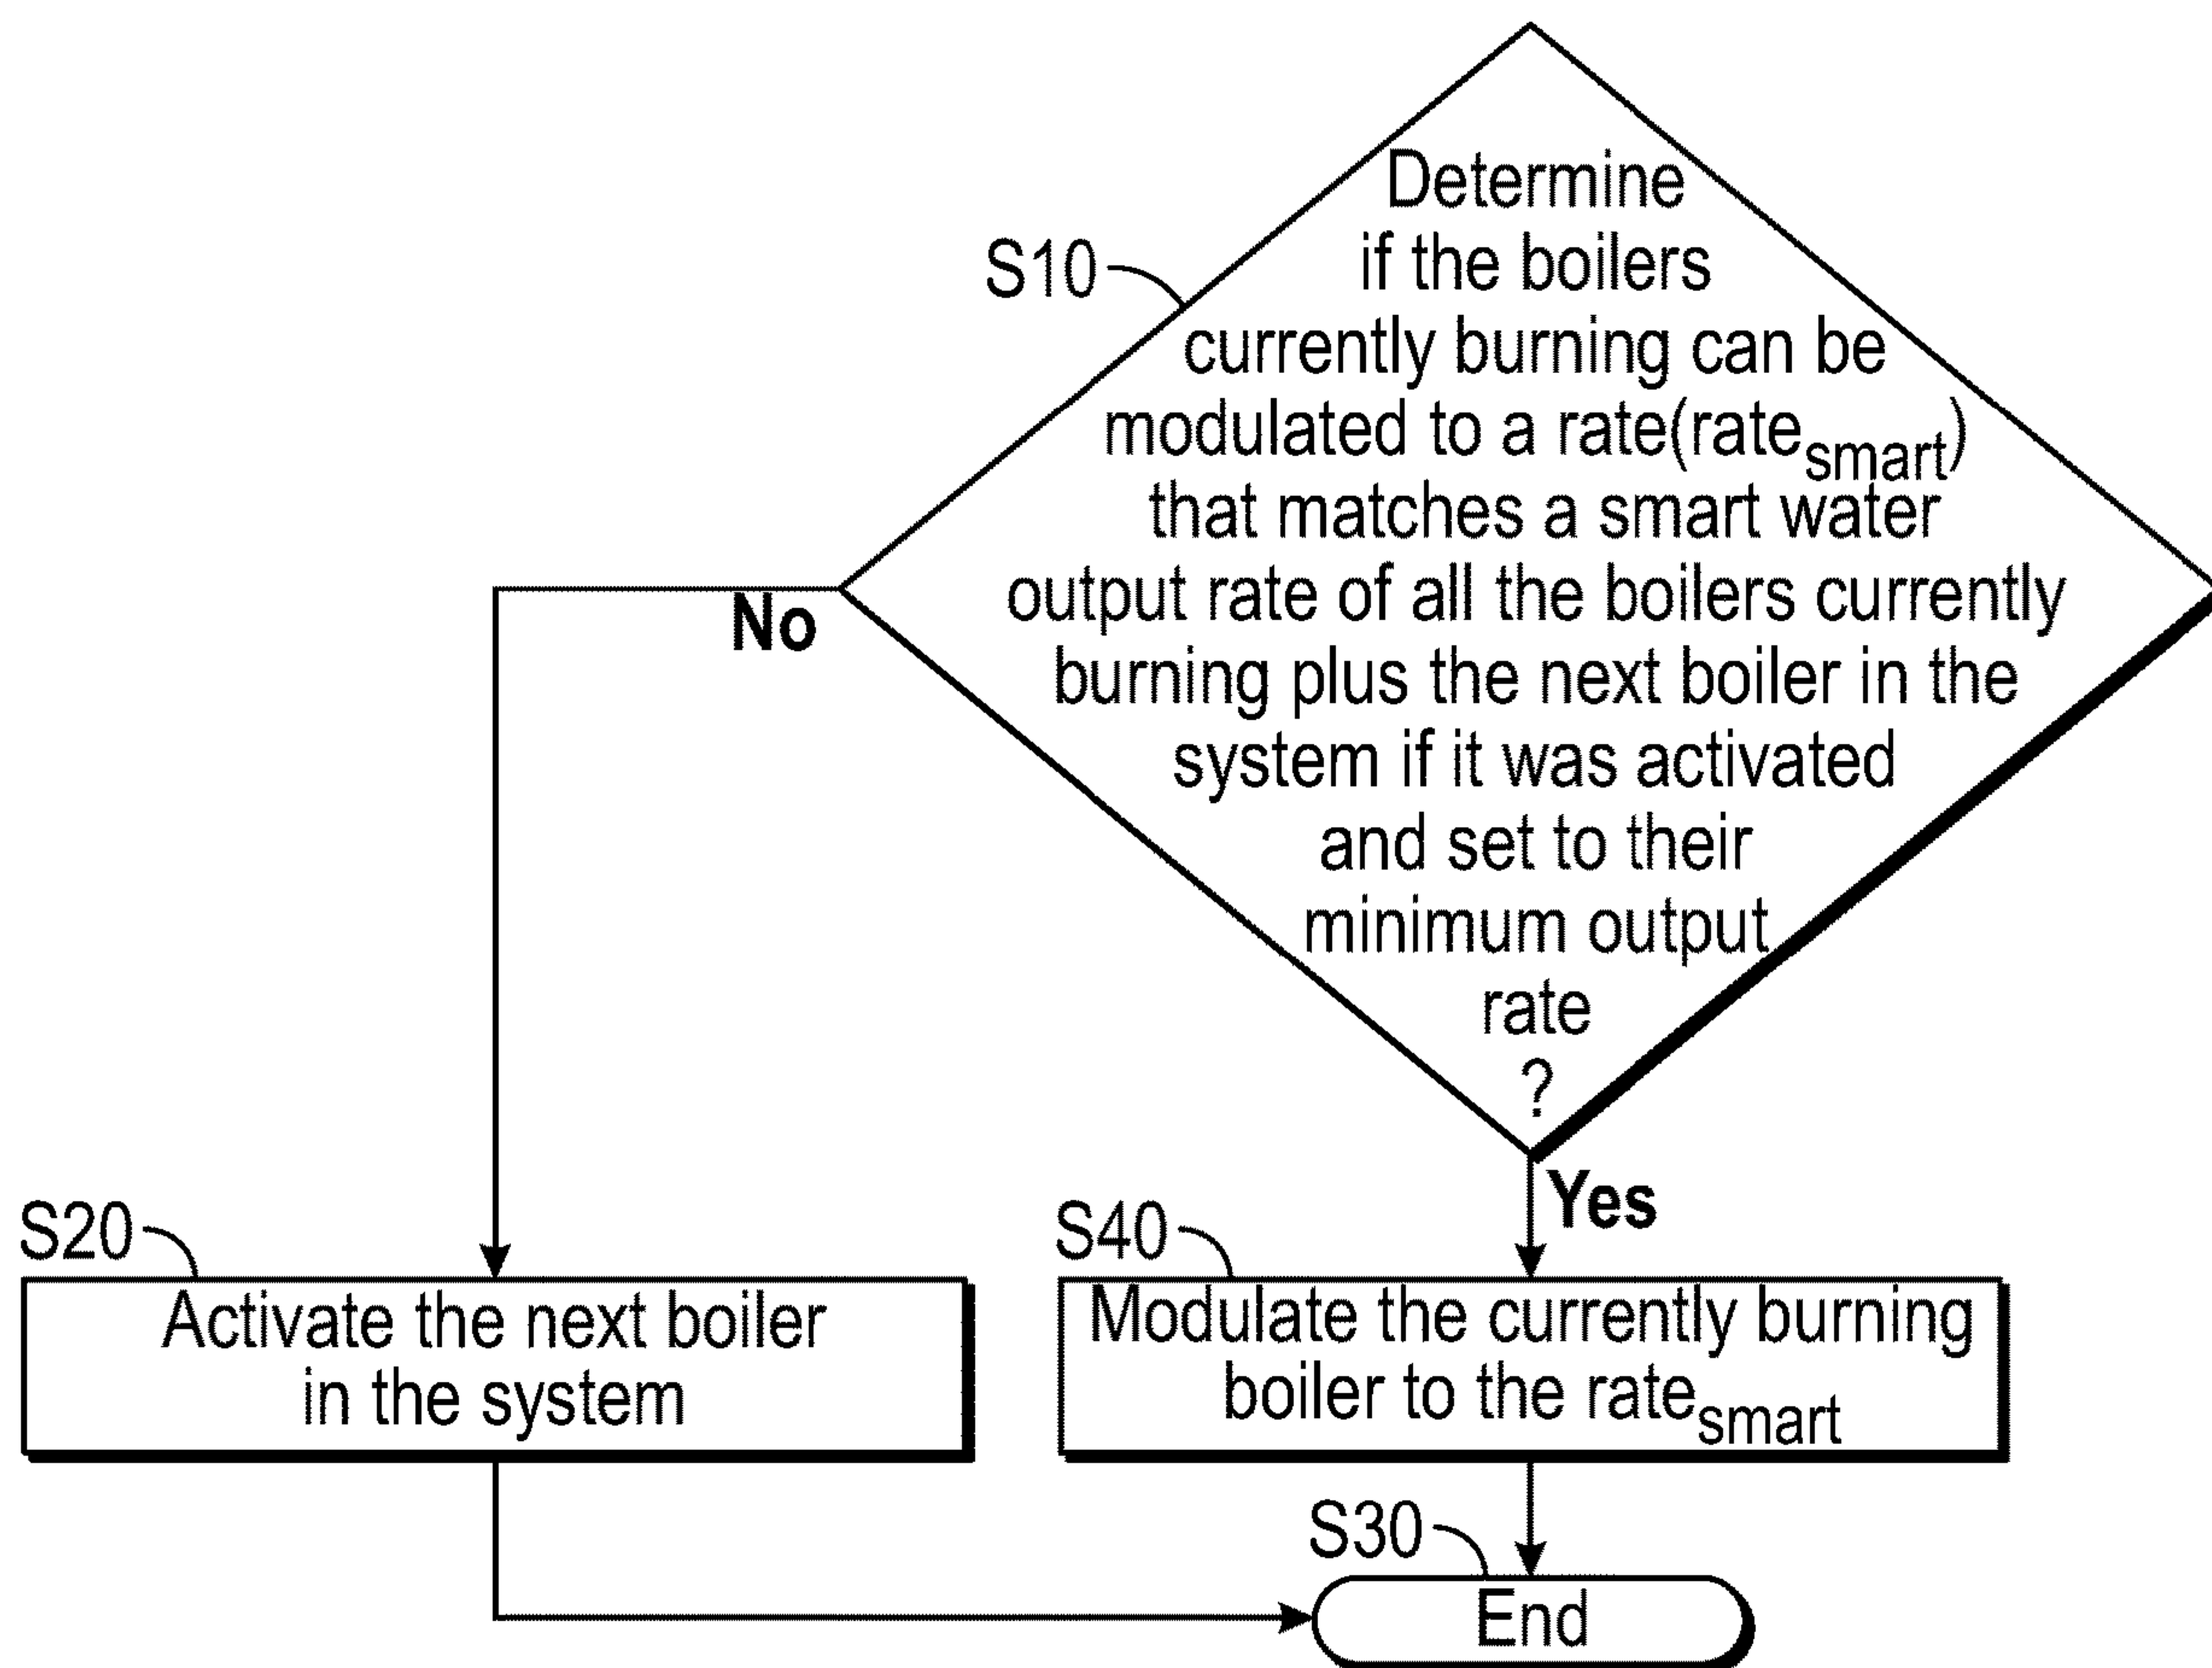 S10
Determine
if the boilers
currently burning can be
modulated to a rate(rate_smart)
that matches a smart water
output rate of all the boilers currently
burning plus the next boiler in the
system if it was activated
and set to their
minimum output
rate
?
No
Yes
S20
Activate the next boiler
in the system
S40
Modulate the currently burning
boiler to the rate_smart
S30
End